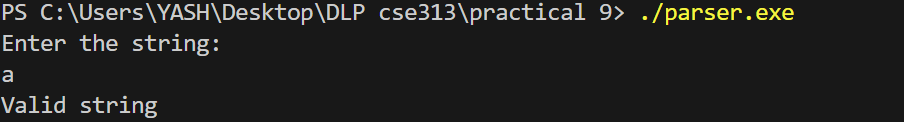 PS C:\Users\YASH\Desktop\DLP cse313\practical 9> ./parser.exe
Enter the string:
a
Valid string